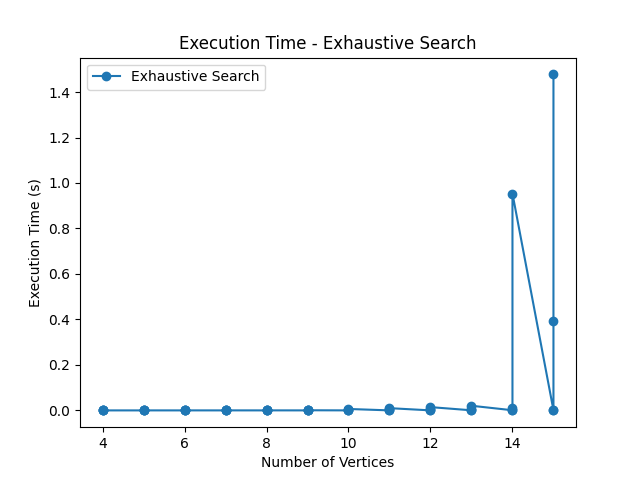 Execution Time - Exhaustive Search
Exhaustive Search
Execution Time (s)
1.4
1.2
1.0
0.8
0.6
0.4
0.2
0.0
4 6 8 10 12 14
Number of Vertices